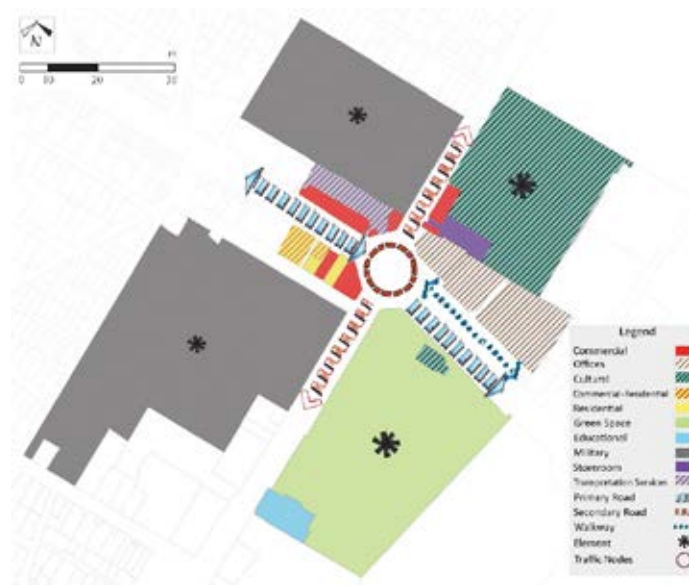 N
m
0 10 20 30
Legend
Commercial
Offices
Cultural
Commercial-Residential
Residential
Green Space
Educational
Military
Storeroom
Transportation Services
Primary Road
Secondary Road
Walkway
Element
Traffic Nodes